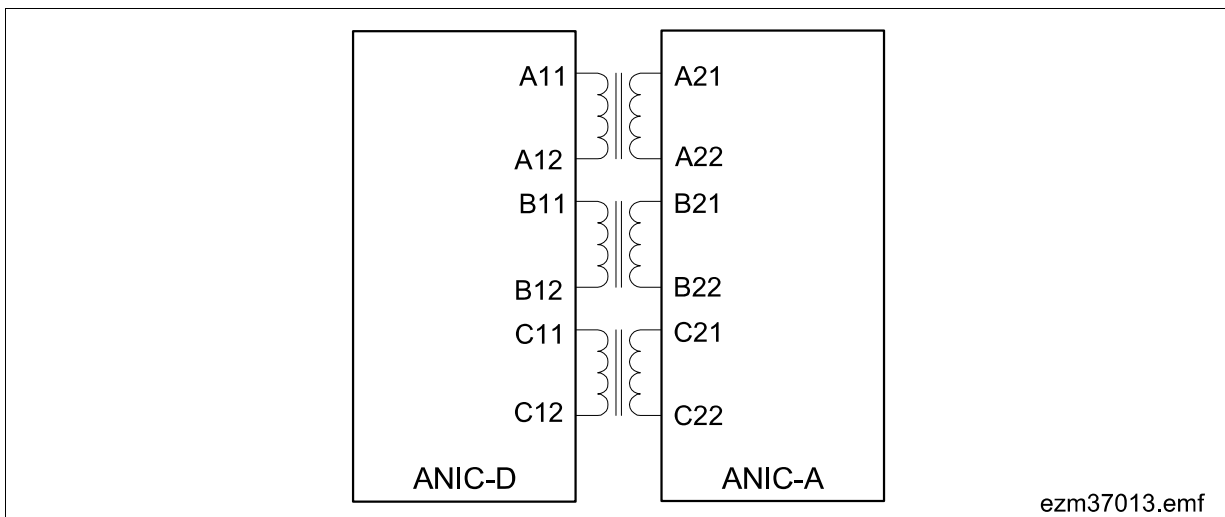 A11 A21
A12 A22
B11 B21
B12 B22
C11 C21
C12 C22
ANIC-D ANIC-A
ezm37013.emf